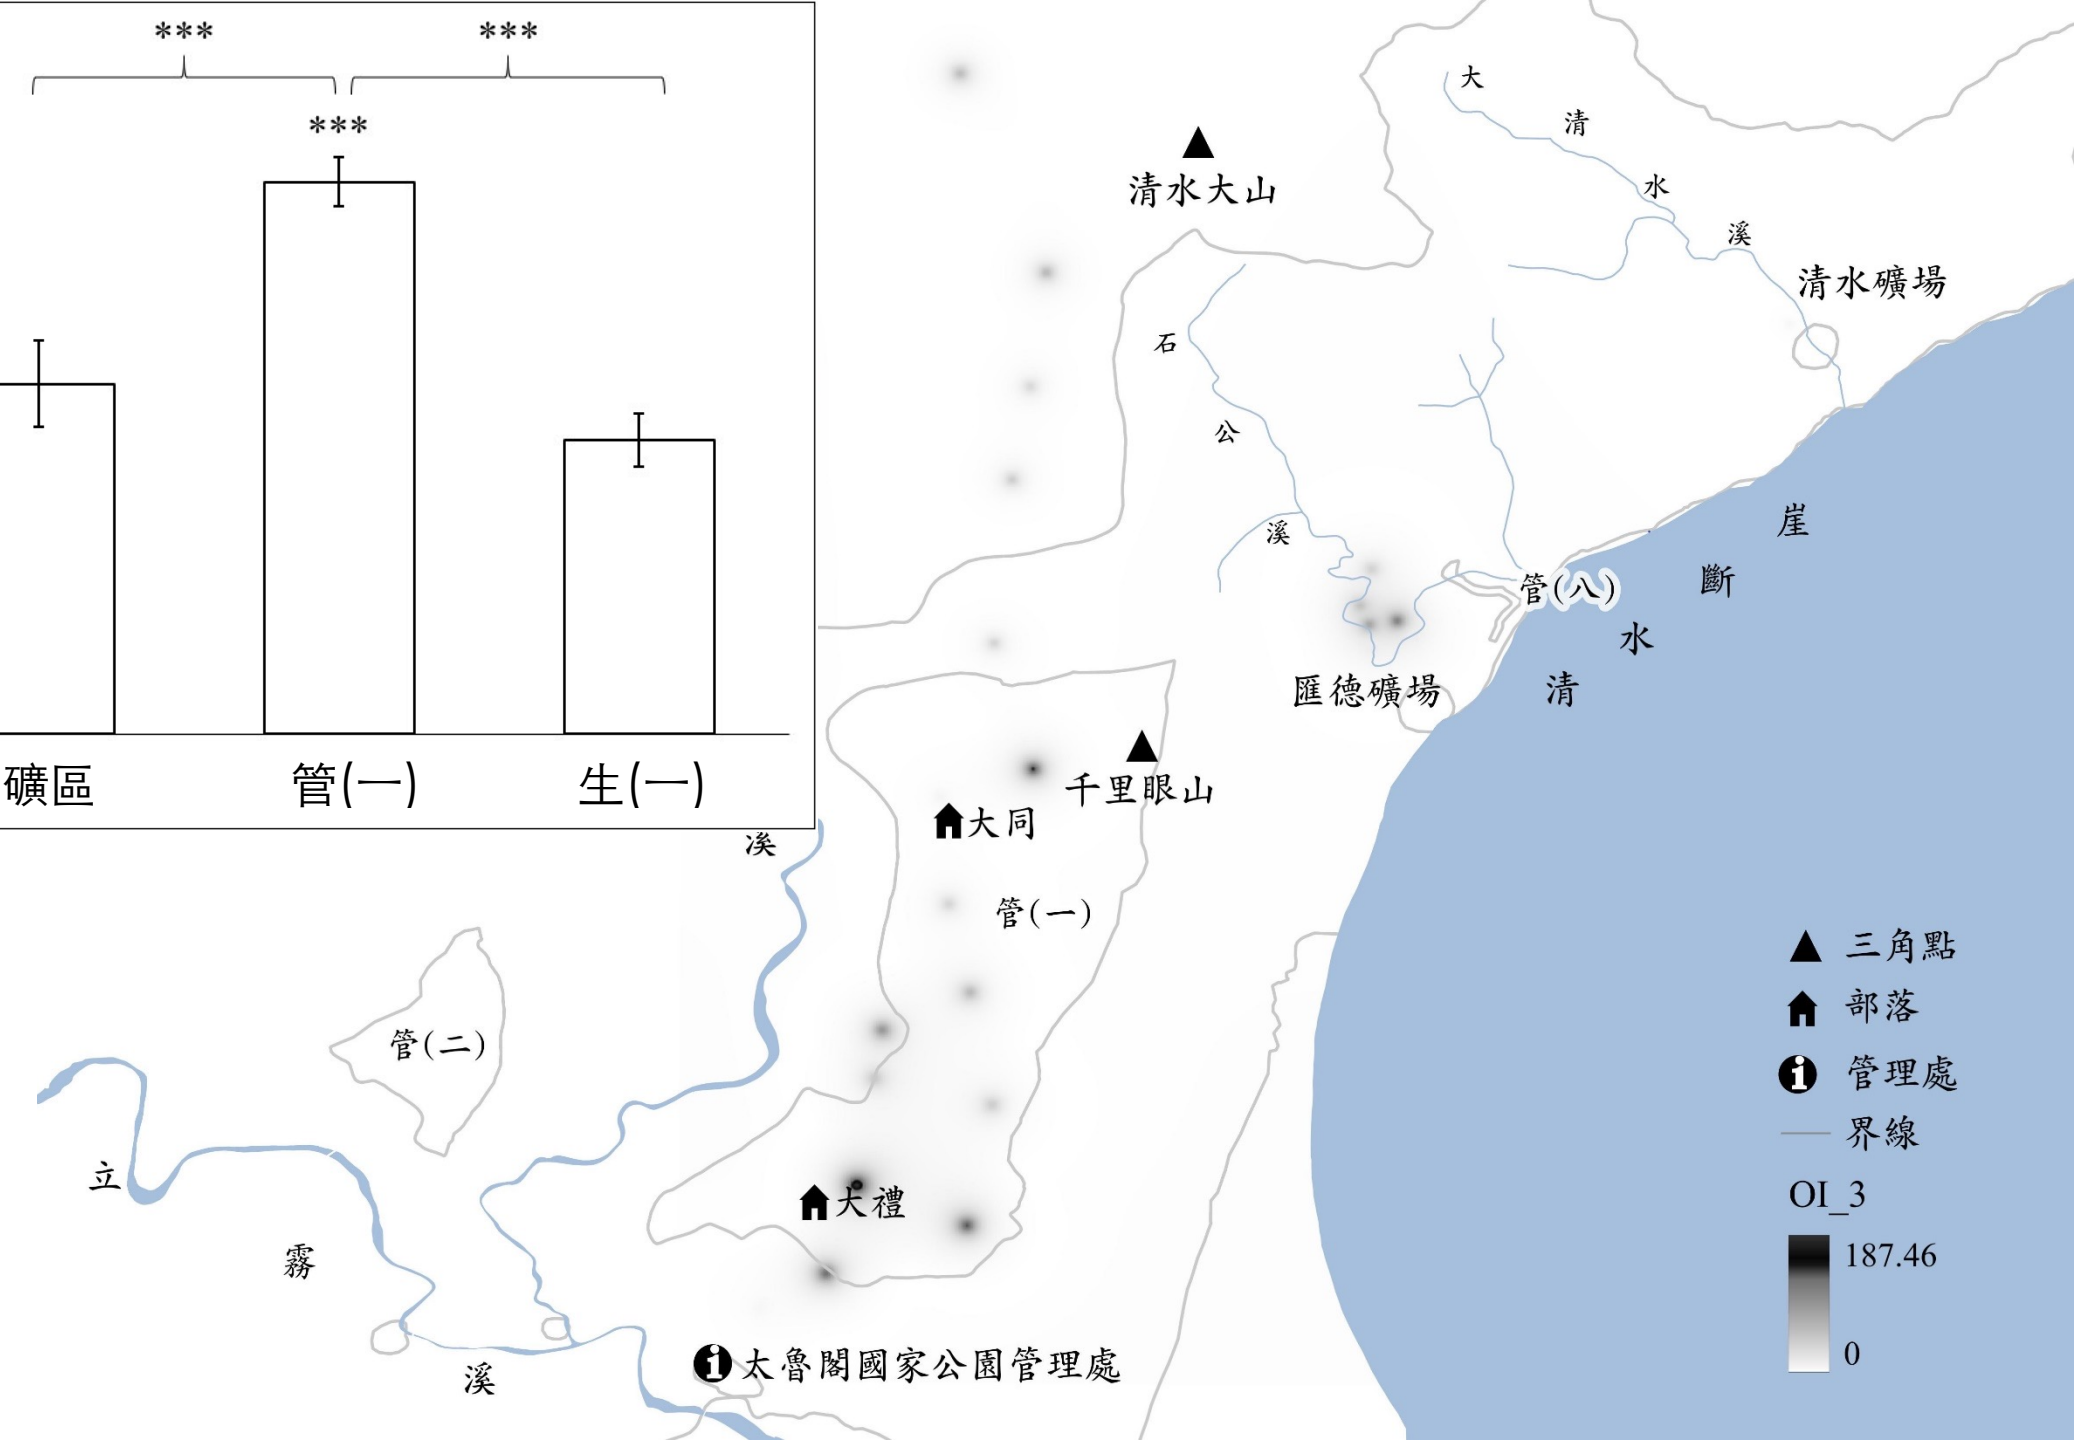 *** ***
***
礦區 管(一) 生(一)
清水大山
大清水溪
清水礦場
石公溪
管(八)
清水斷崖
匯德礦場
千里眼山
大同
管(一)
溪
管(二)
立霧溪
大禮
太魯閣國家公園管理處
三角點
部落
管理處
界線
OI_3
187.46
0